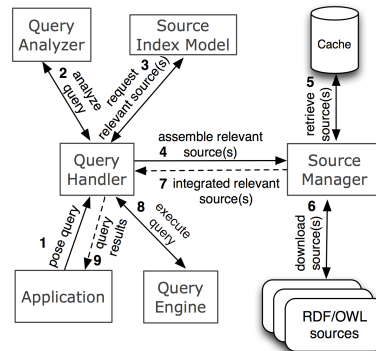 Query
Analyzer
Source
Index Model
Cache
2 analyze
query
request 3
relevant source(s)
5
retrieve
source(s)
assemble relevant
4 source(s)
Query
Handler
7 integrated relevant
source(s)
Source
Manager
1 pose query
query
results
9
8 execute
query
6
download
source(s)
Application
Query
Engine
RDF/OWL
sources